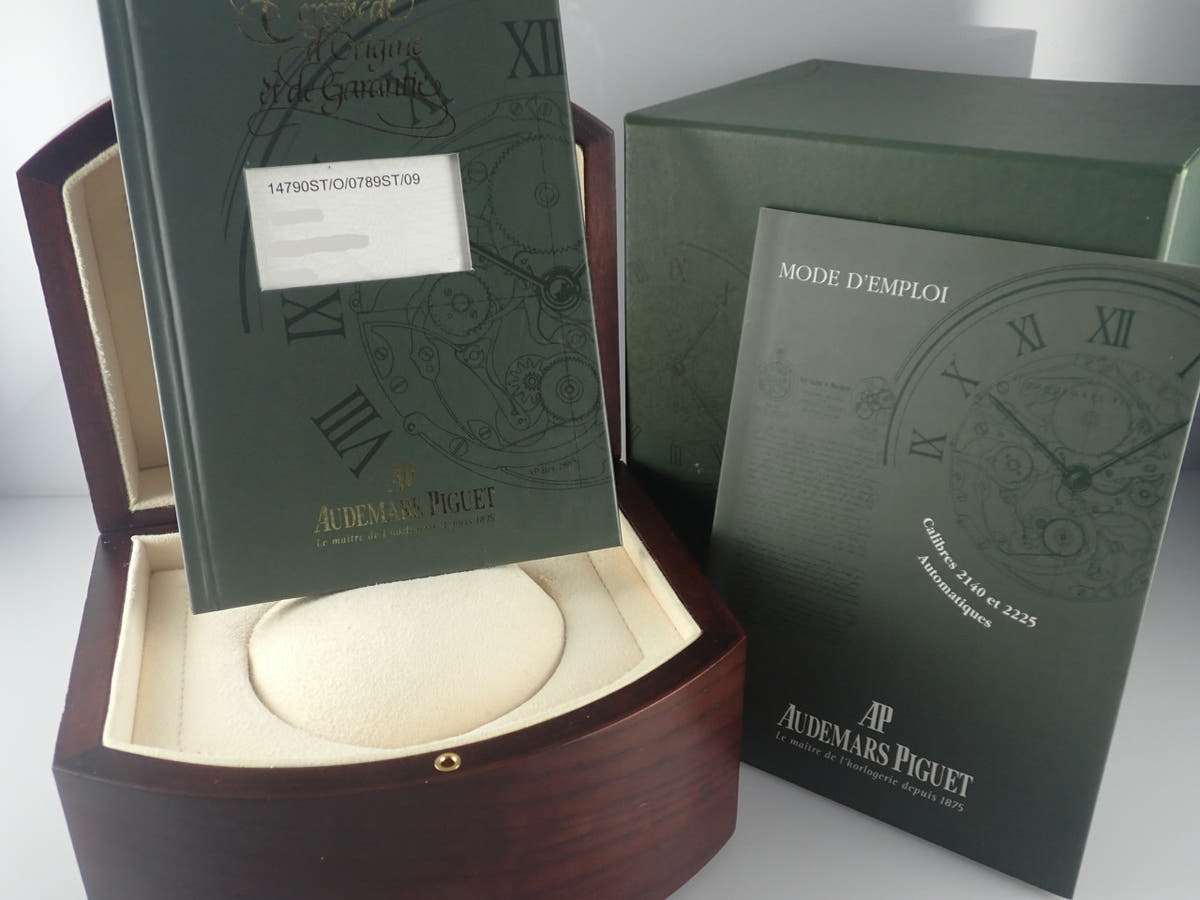 d'Origine
et de Garantie
XII
14790ST/O/0789ST/09
IX
VIII
AP
AUDEMARS PIGUET
Le maître de l'horlogerie depuis 1875
MODE D'EMPLOI
XII
XI
X
IX
Calibres 2140 et 2225
Automatiques
AP
AUDEMARS PIGUET
Le maître de l'horlogerie depuis 1875